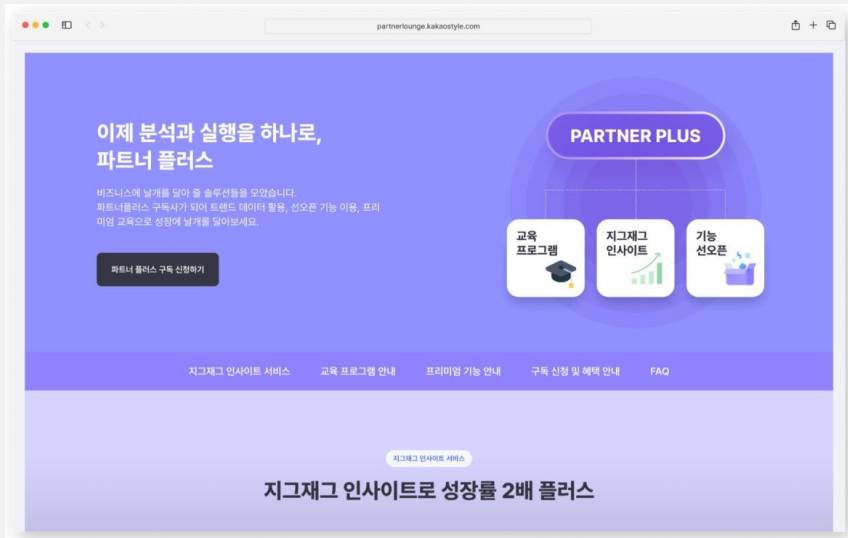 partnerlounge.kakaostyle.com
이제 분석과 실행을 하나로,
파트너 플러스
비즈니스에 날개를 달아 줄 솔루션들을 모았습니다.
파트너플러스 구독사가 되어 트렌드 데이터 활용, 선오픈 기능 이용, 프리
미엄 교육으로 성장에 날개를 달아보세요.
파트너 플러스 구독 신청하기
PARTNER PLUS
교육
프로그램
지그재그
인사이트
기능
선오픈
지그재그 인사이트 서비스
교육 프로그램 안내
프리미엄 기능 안내
구독 신청 및 혜택 안내
FAQ
지그재그 인사이트 서비스
지그재그 인사이트로 성장률 2배 플러스